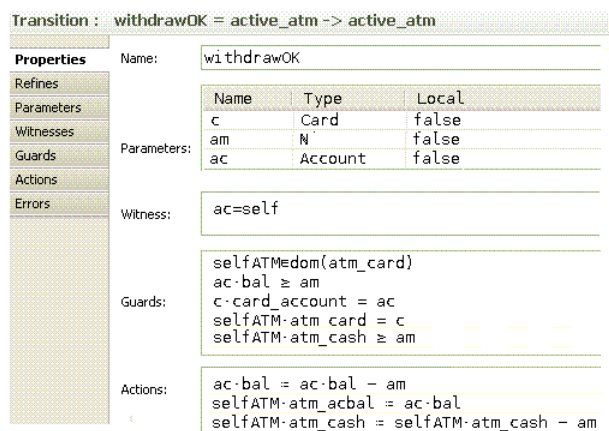 Transition : withdrawOK = active_atm -> active_atm
Properties
Refines
Parameters
Witnesses
Guards
Actions
Errors
Name: withdrawOK
Parameters:
Name Type Local
c Card false
am N false
ac Account false
Witness: ac=self
Guards:
selfATM∈dom(atm_card)
ac·bal ≥ am
c·card_account = ac
selfATM·atm_card = c
selfATM·atm_cash ≥ am
Actions:
ac·bal ≔ ac·bal − am
selfATM·atm_acbal ≔ ac·bal
selfATM·atm_cash ≔ selfATM·atm_cash − am